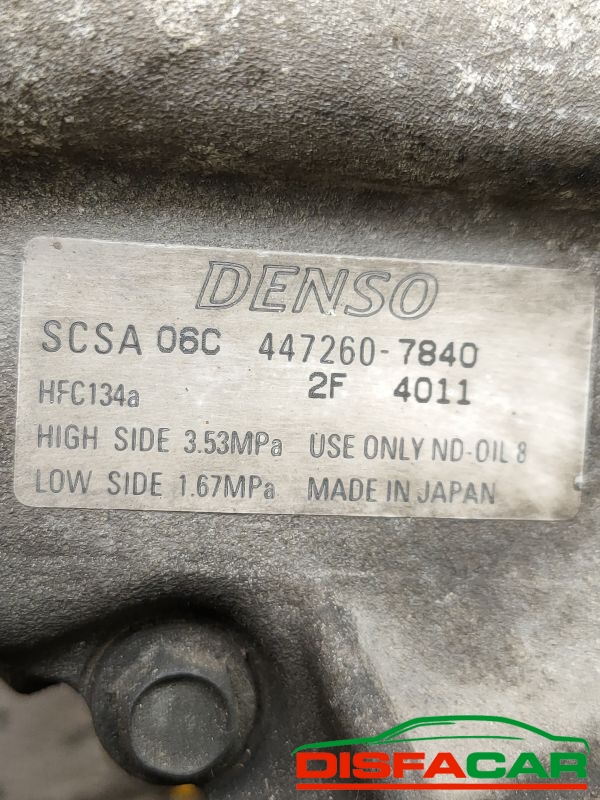 DENSO
SCSA 06C 447260-7840
HFC134a 2F 4011
HIGH SIDE 3.53MPa USE ONLY ND-OIL 8
LOW SIDE 1.67MPa MADE IN JAPAN
DISFACAR